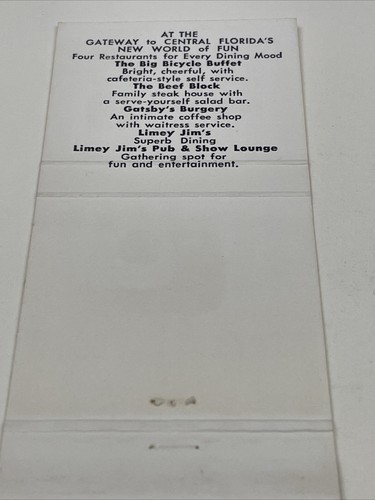 AT THE
GATEWAY to CENTRAL FLORIDA'S
NEW WORLD of FUN
Four Restaurants for Every Dining Mood
The Big Bicycle Buffet
Bright, cheerful, with
cafeteria-style self service.
The Beef Block
Family steak house with
a serve-yourself salad bar.
Gatsby's Burgery
An intimate coffee shop
with waitress service.
Limey Jim's
Superb Dining
Limey Jim's Pub & Show Lounge
Gathering spot for
fun and entertainment.